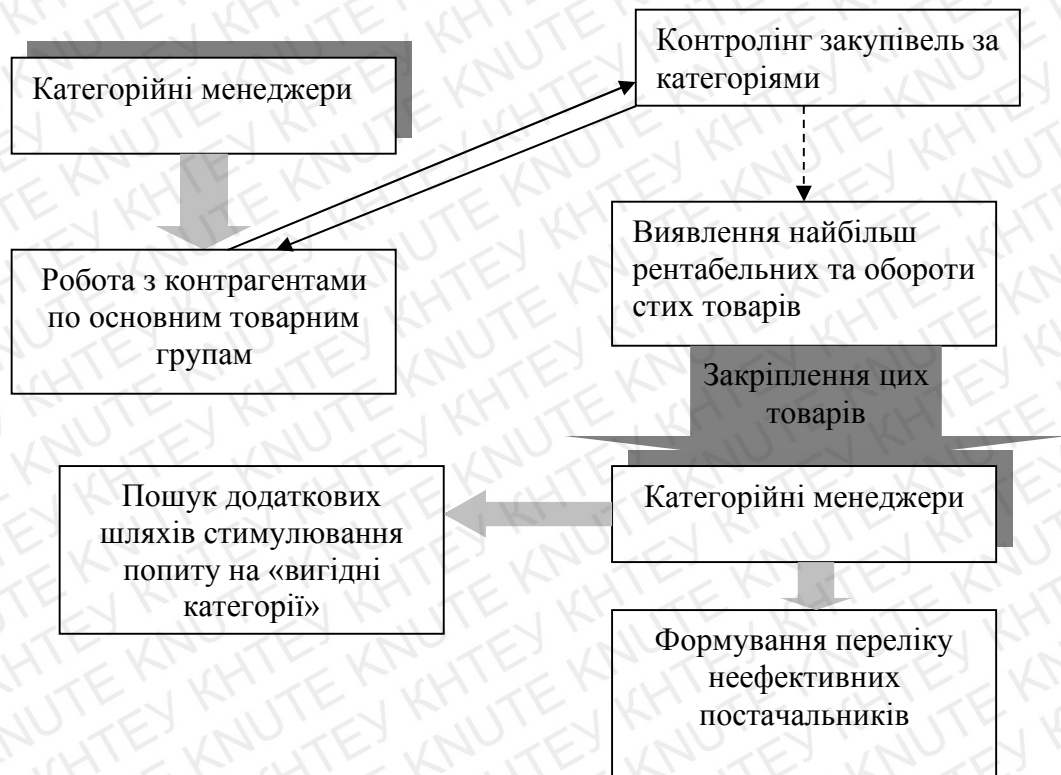 Категорійні менеджери
Контролінг закупівель за
категоріями
Робота з контрагентами
по основним товарним
групам
Виявлення найбільш
рентабельних та обороти
стих товарів
Закріплення цих
товарів
Категорійні менеджери
Пошук додаткових
шляхів стимулювання
попиту на «вигідні
категорії»
Формування переліку
неефективних
постачальників